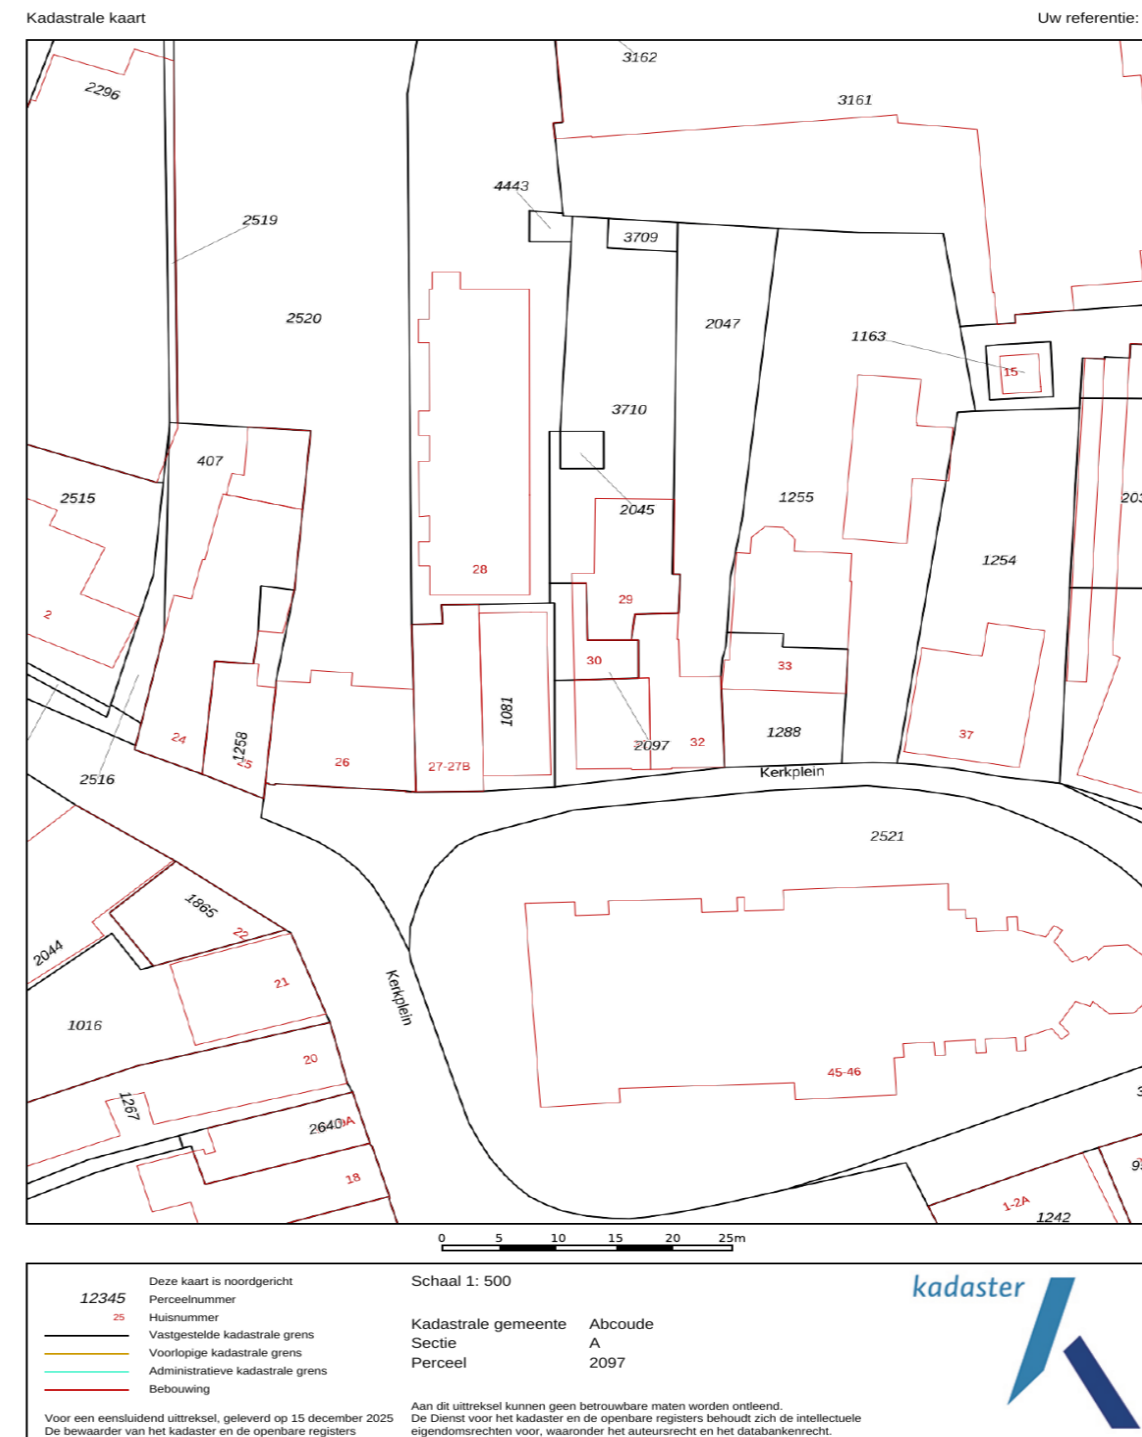 Kadastrale kaart
Uw referentie:
3162
2296
3161
4443
2519
3709
2520
2047
1163
15
3710
407
2515
1255
2045
1254
28
2
29
30
33
24
1258
25
26
1081
27-27B
2097
32
1288
37
2516
Kerkplein
2521
1865
22
2044
21
Kerkplein
1016
20
45-46
1267
2640
18
1-2A
1242
0 5 10 15 20 25m
Deze kaart is noordgericht
12345 Perceelnummer
25 Huisnummer
Vastgestelde kadastrale grens
Voorlopige kadastrale grens
Administratieve kadastrale grens
Bebouwing
Voor een eensluidend uittreksel, geleverd op 15 december 2025
De bewaarder van het kadaster en de openbare registers
Schaal 1: 500
Kadastrale gemeente Abcoude
Sectie A
Perceel 2097
Aan dit uittreksel kunnen geen betrouwbare maten worden ontleend.
De Dienst voor het kadaster en de openbare registers behoudt zich de intellectuele
eigendomsrechten voor, waaronder het auteursrecht en het databankenrecht.
kadaster